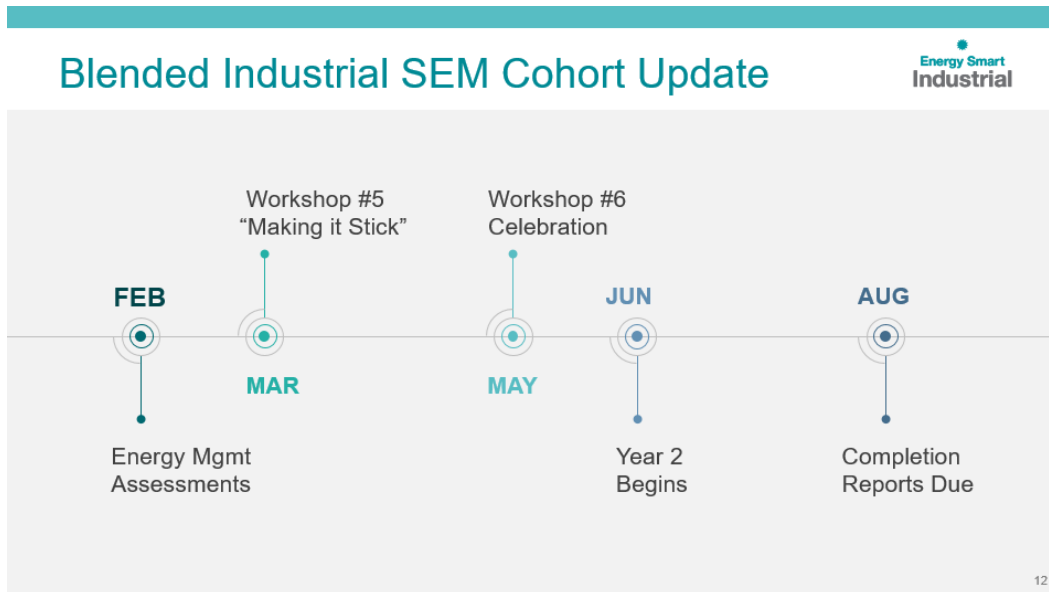 Blended Industrial SEM Cohort Update
Energy Smart
Industrial
Workshop #5
“Making it Stick”
Workshop #6
Celebration
FEB
JUN
AUG
MAR
MAY
Energy Mgmt
Assessments
Year 2
Begins
Completion
Reports Due
12